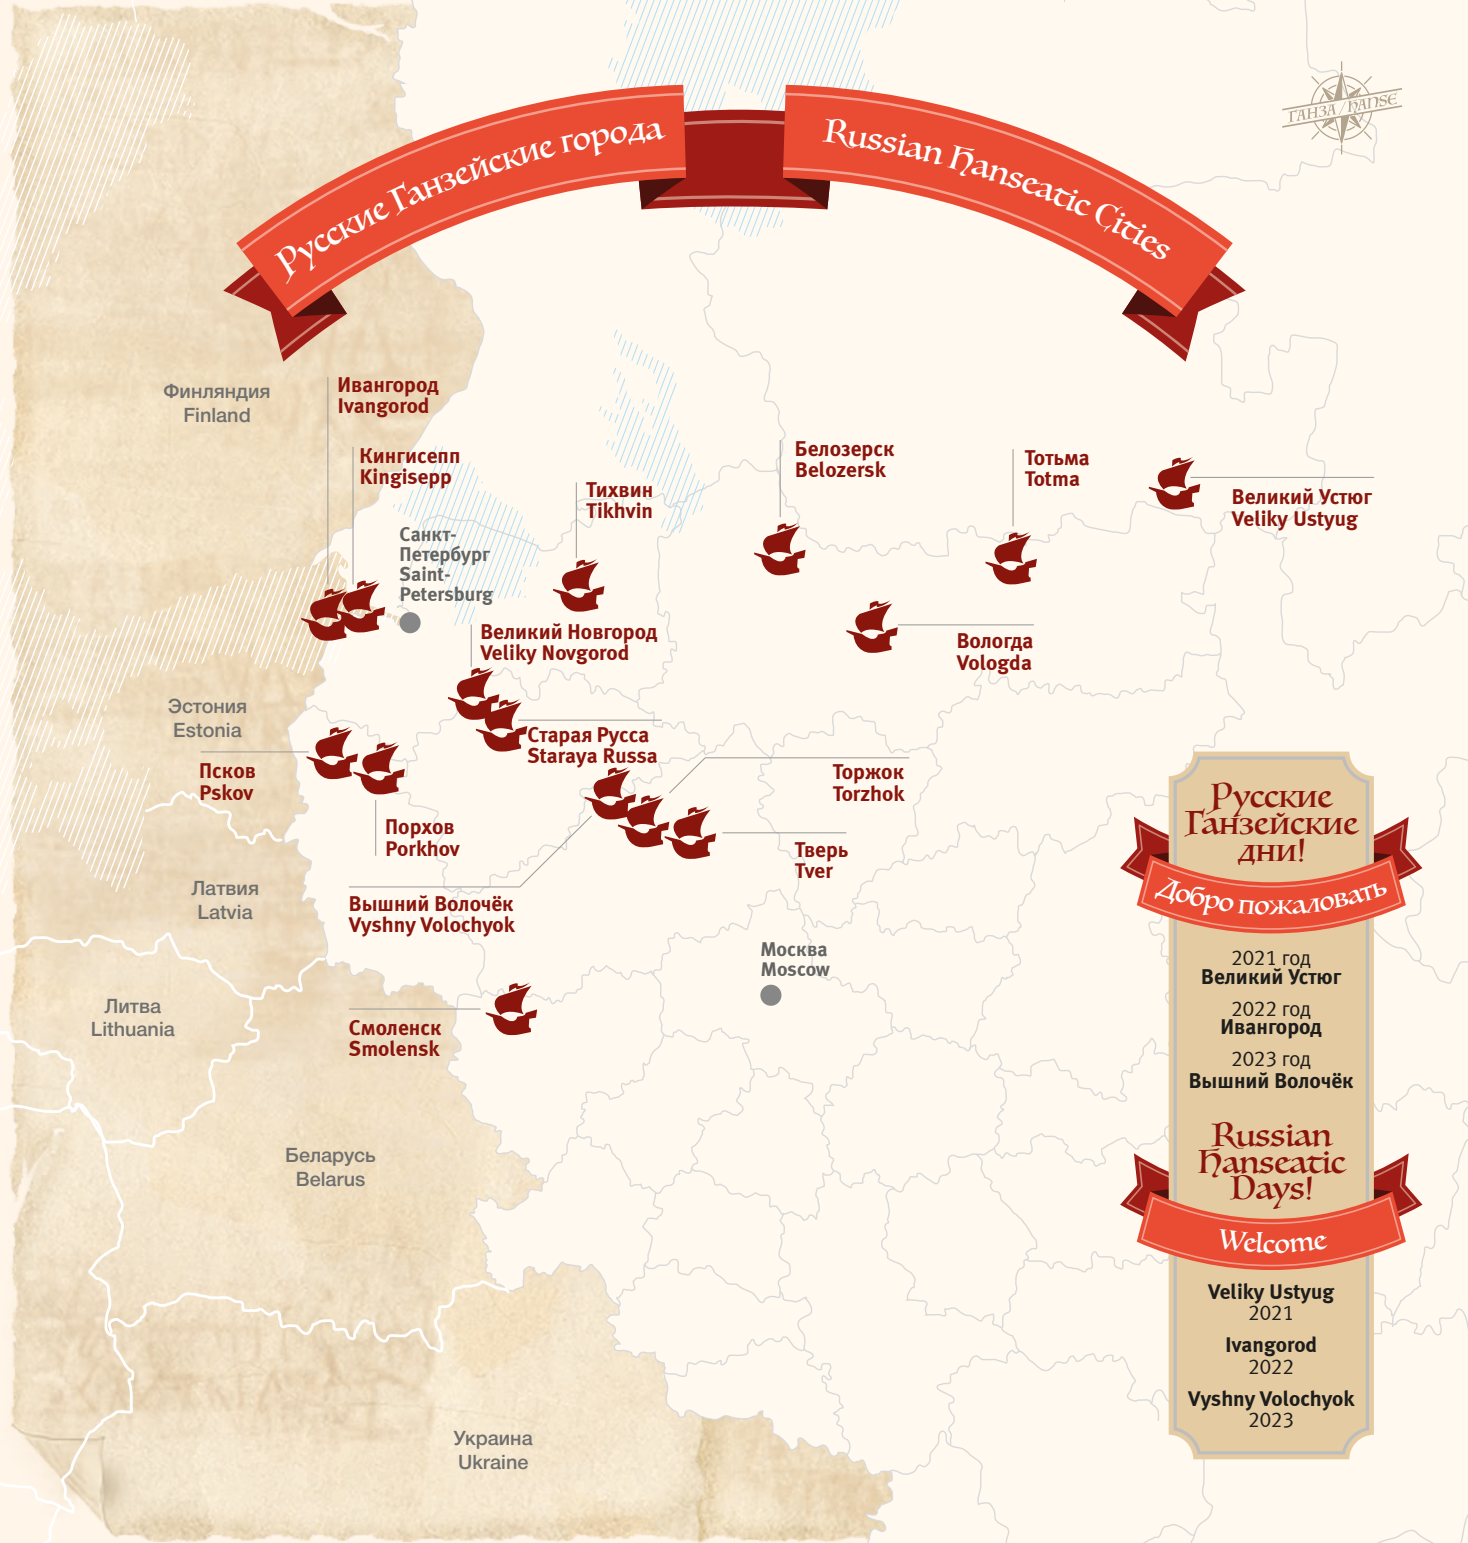 Русские Ганзейские города
Russian Hanseatic Cities
ГАНЗА / HANSE
Финляндия
Finland
Ивангород
Ivangorod
Кингисепп
Kingisepp
Санкт-
Петербург
Saint-
Petersburg
Тихвин
Tikhvin
Белозерск
Belozersk
Тотьма
Totma
Великий Устюг
Veliky Ustyug
Великий Новгород
Veliky Novgorod
Вологда
Vologda
Эстония
Estonia
Псков
Pskov
Старая Русса
Staraya Russa
Торжок
Torzhok
Порхов
Porkhov
Тверь
Tver
Латвия
Latvia
Вышний Волочёк
Vyshny Volochyok
Москва
Moscow
Литва
Lithuania
Смоленск
Smolensk
Беларусь
Belarus
Украина
Ukraine
Русские
Ганзейские
дни!
Добро пожаловать
2021 год
Великий Устюг
2022 год
Ивангород
2023 год
Вышний Волочёк
Russian
Hanseatic
Days!
Welcome
Veliky Ustyug
2021
Ivangorod
2022
Vyshny Volochyok
2023